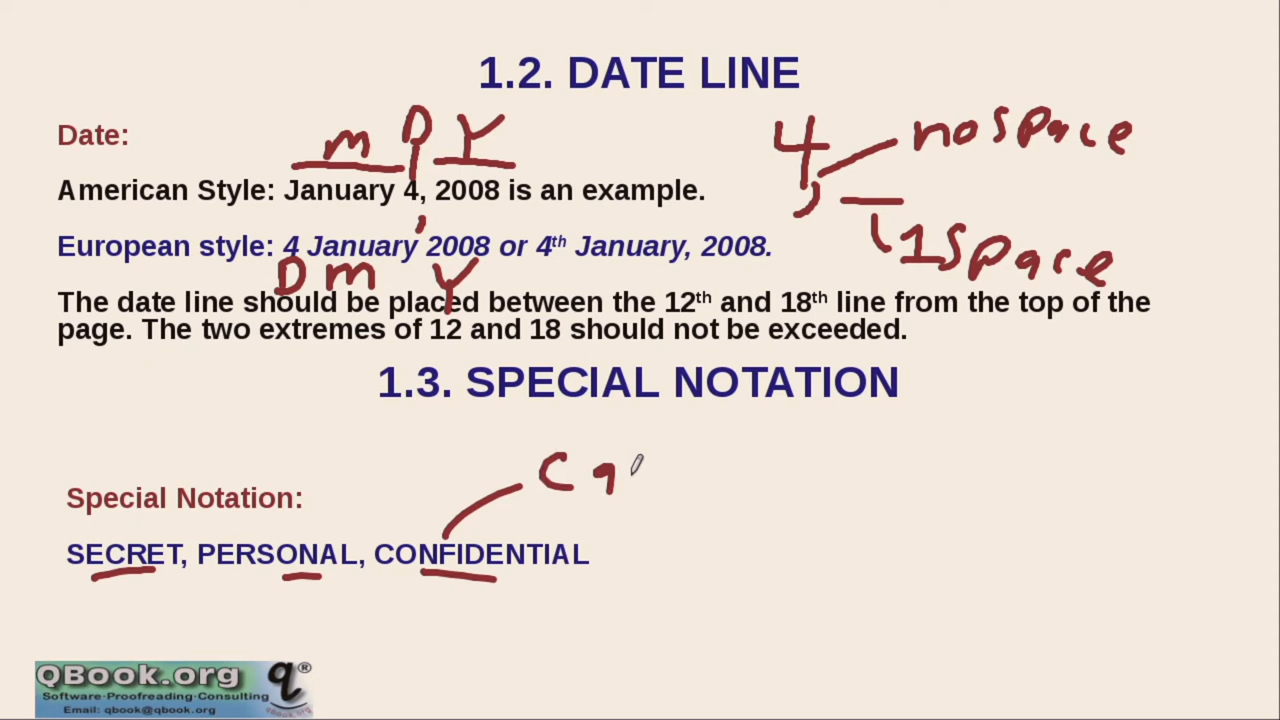 1.2. DATE LINE
Date:
m D Y
4, no space
American Style: January 4, 2008 is an example.
,
European style: 4 January 2008 or 4th January, 2008.
1 space
D m Y
The date line should be placed between the 12th and 18th line from the top of the
page. The two extremes of 12 and 18 should not be exceeded.
1.3. SPECIAL NOTATION
Special Notation:
SECRET, PERSONAL, CONFIDENTIAL
QBook.org
Software·Proofreading·Consulting
Email: qbook@qbook.org
q®